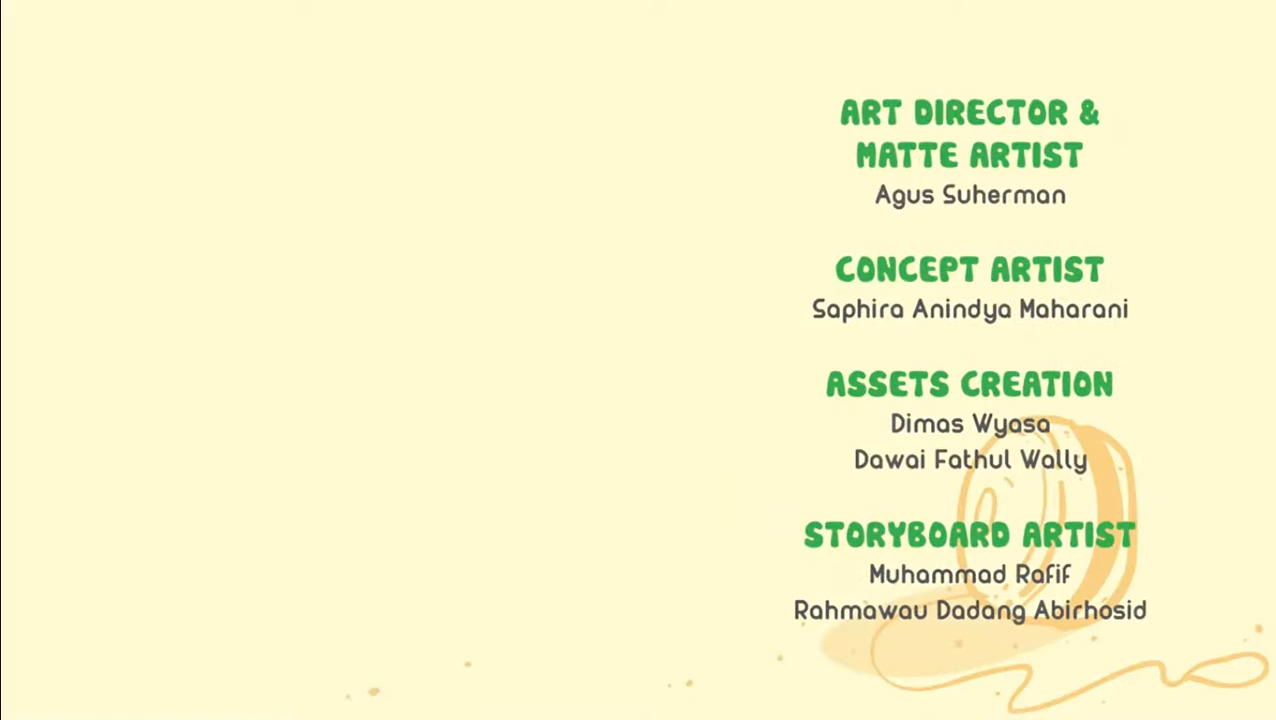 ART DIRECTOR &
MATTE ARTIST
Agus Suherman
CONCEPT ARTIST
Saphira Anindya Maharani
ASSETS CREATION
Dimas Wyasa
Dawai Fathul Wally
STORYBOARD ARTIST
Muhammad Rafif
Rahmawau Dadang Abirhosid